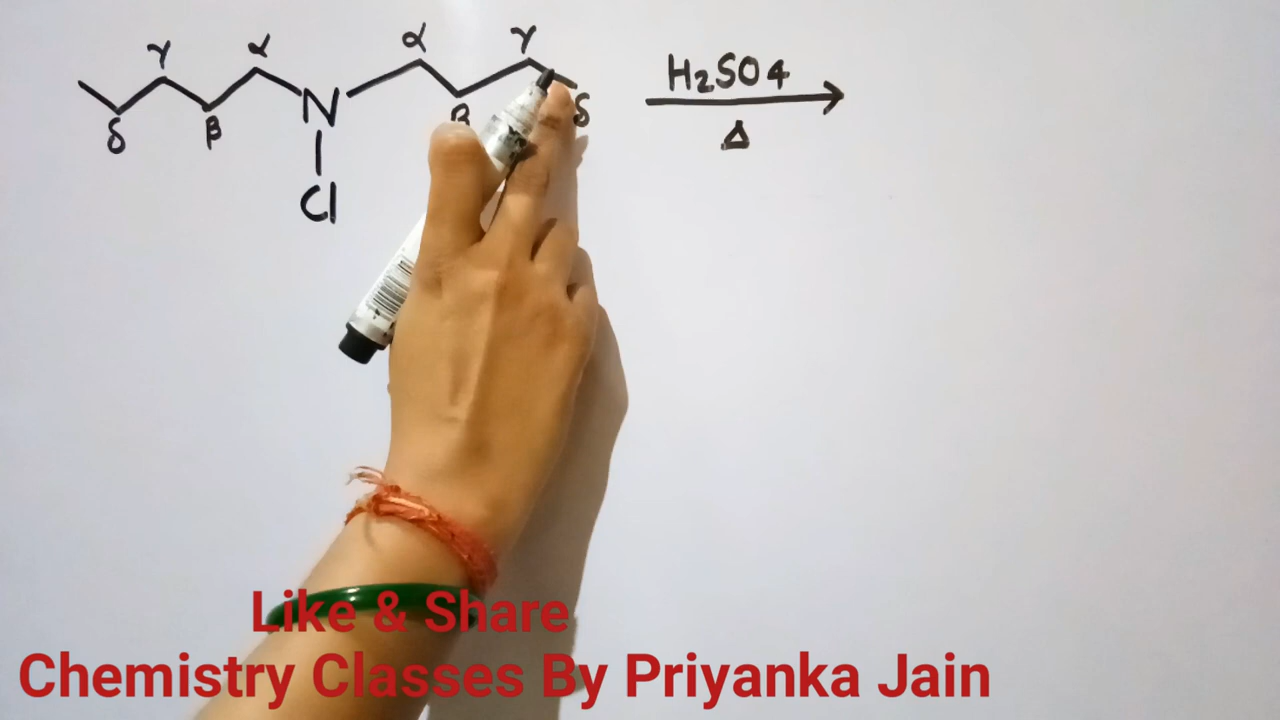 γ α α γ
N
δ β β δ
Cl
H₂SO₄
Δ
Like & Share
Chemistry Classes By Priyanka Jain